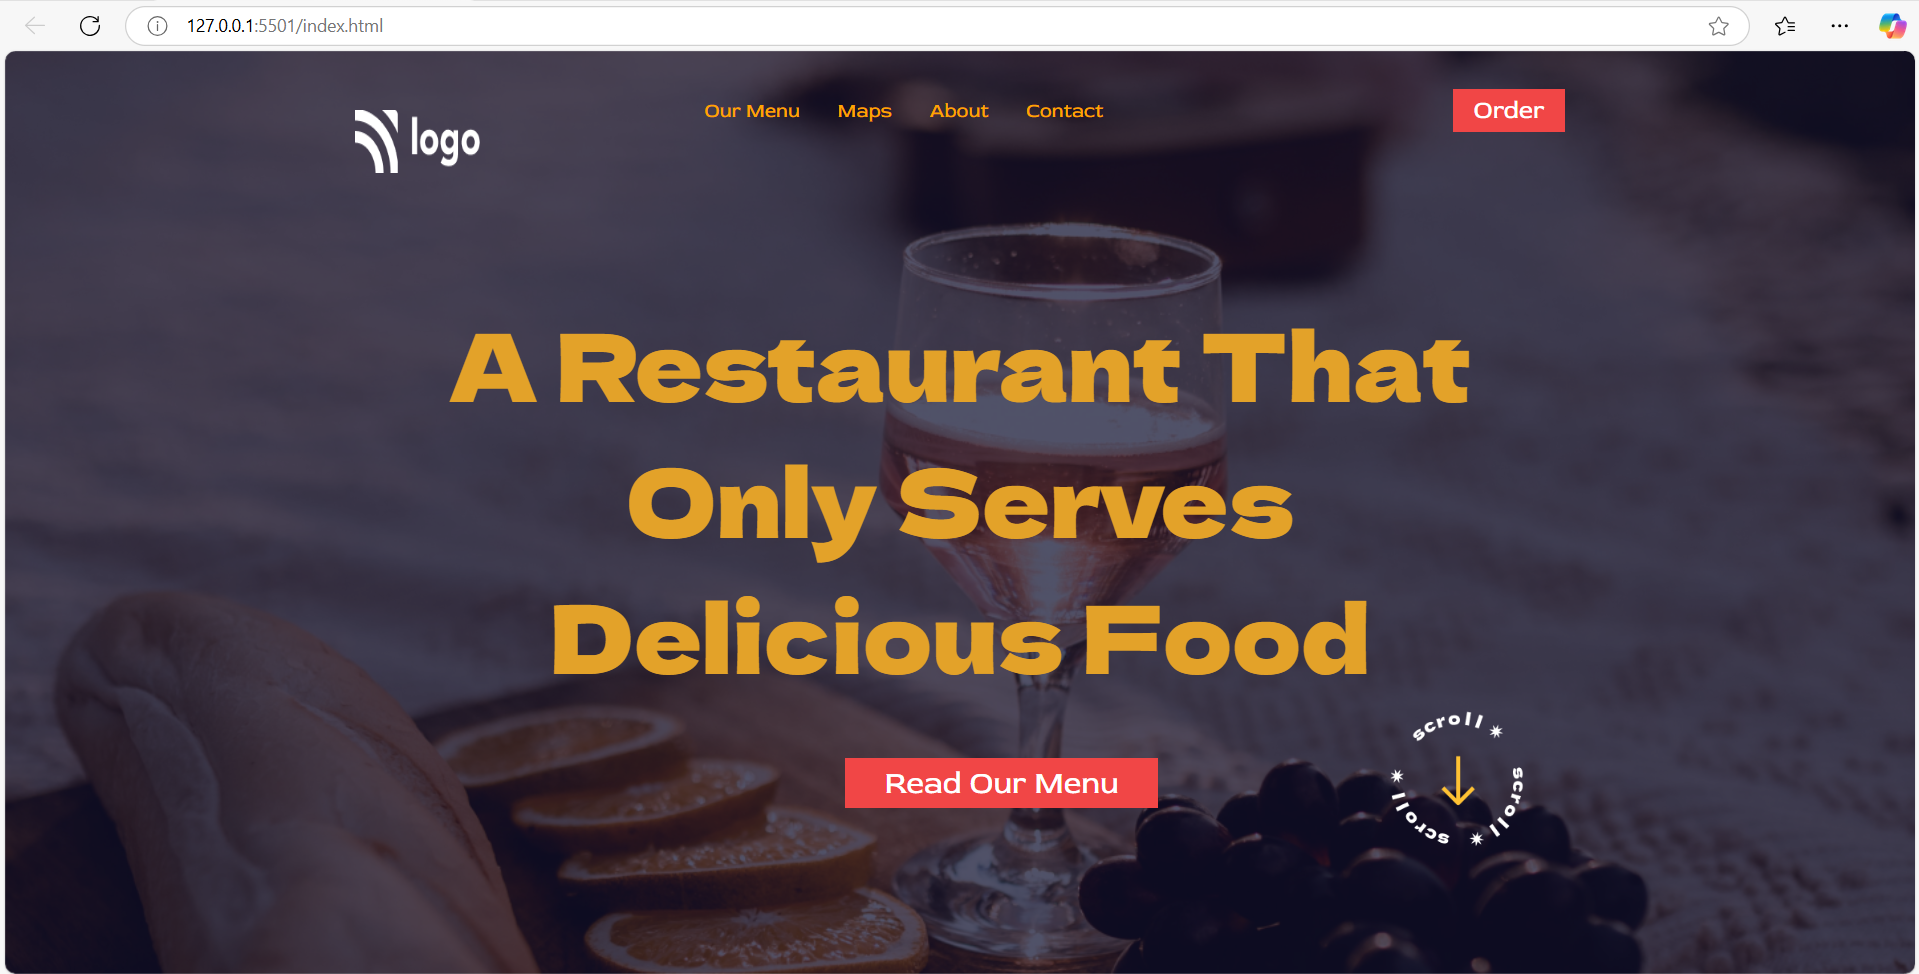 127.0.0.1:5501/index.html
logo
Our Menu Maps About Contact
Order
A Restaurant That
Only Serves
Delicious Food
Read Our Menu
scroll * scroll * scroll *